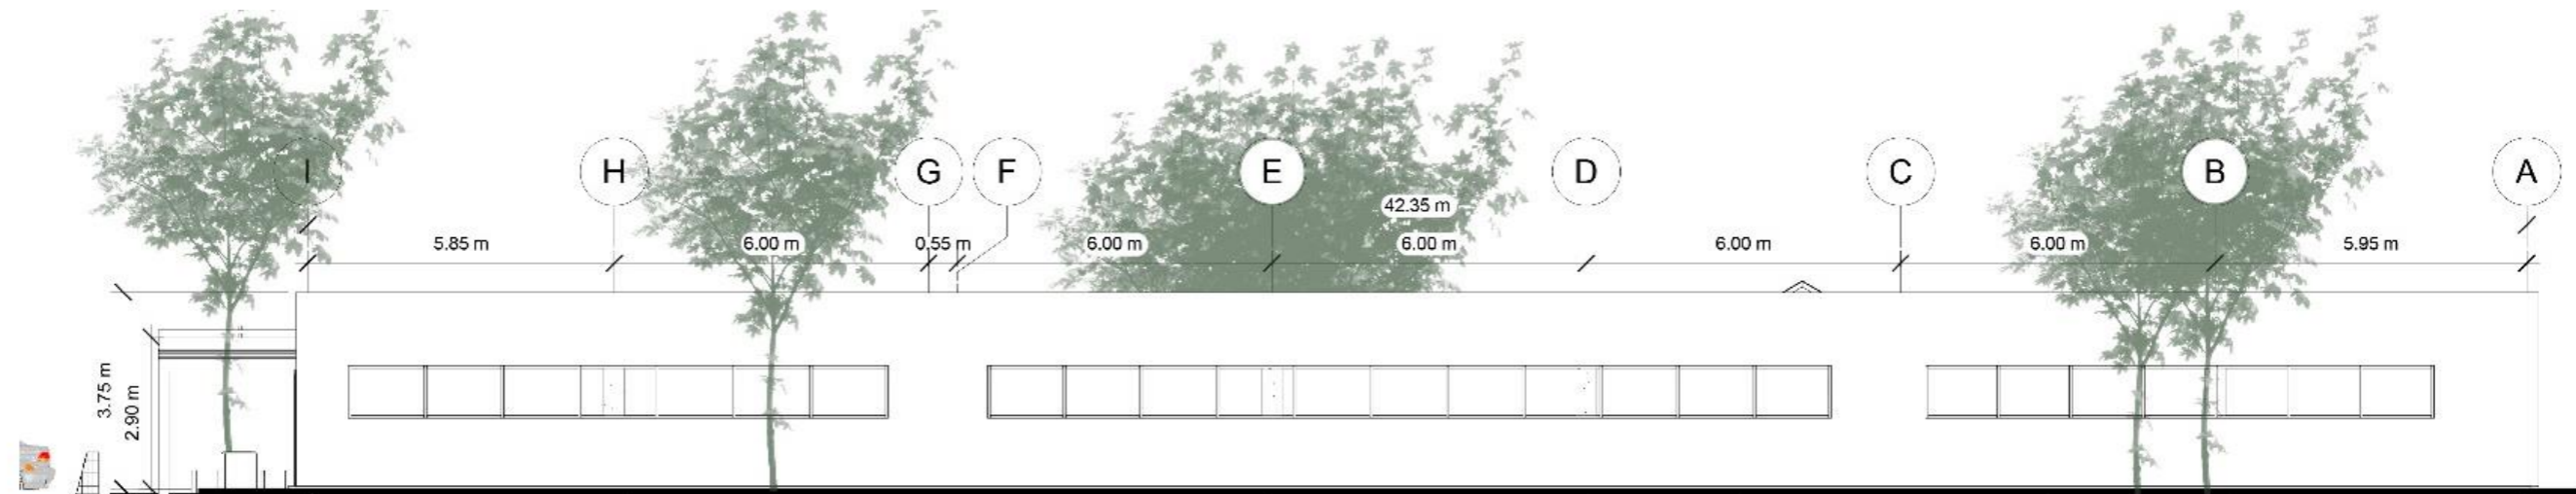 I H G F E D C B A
42.35 m
5.85 m 6.00 m 0.55 m 6.00 m 6.00 m 6.00 m 6.00 m 5.95 m
3.75 m
2.90 m